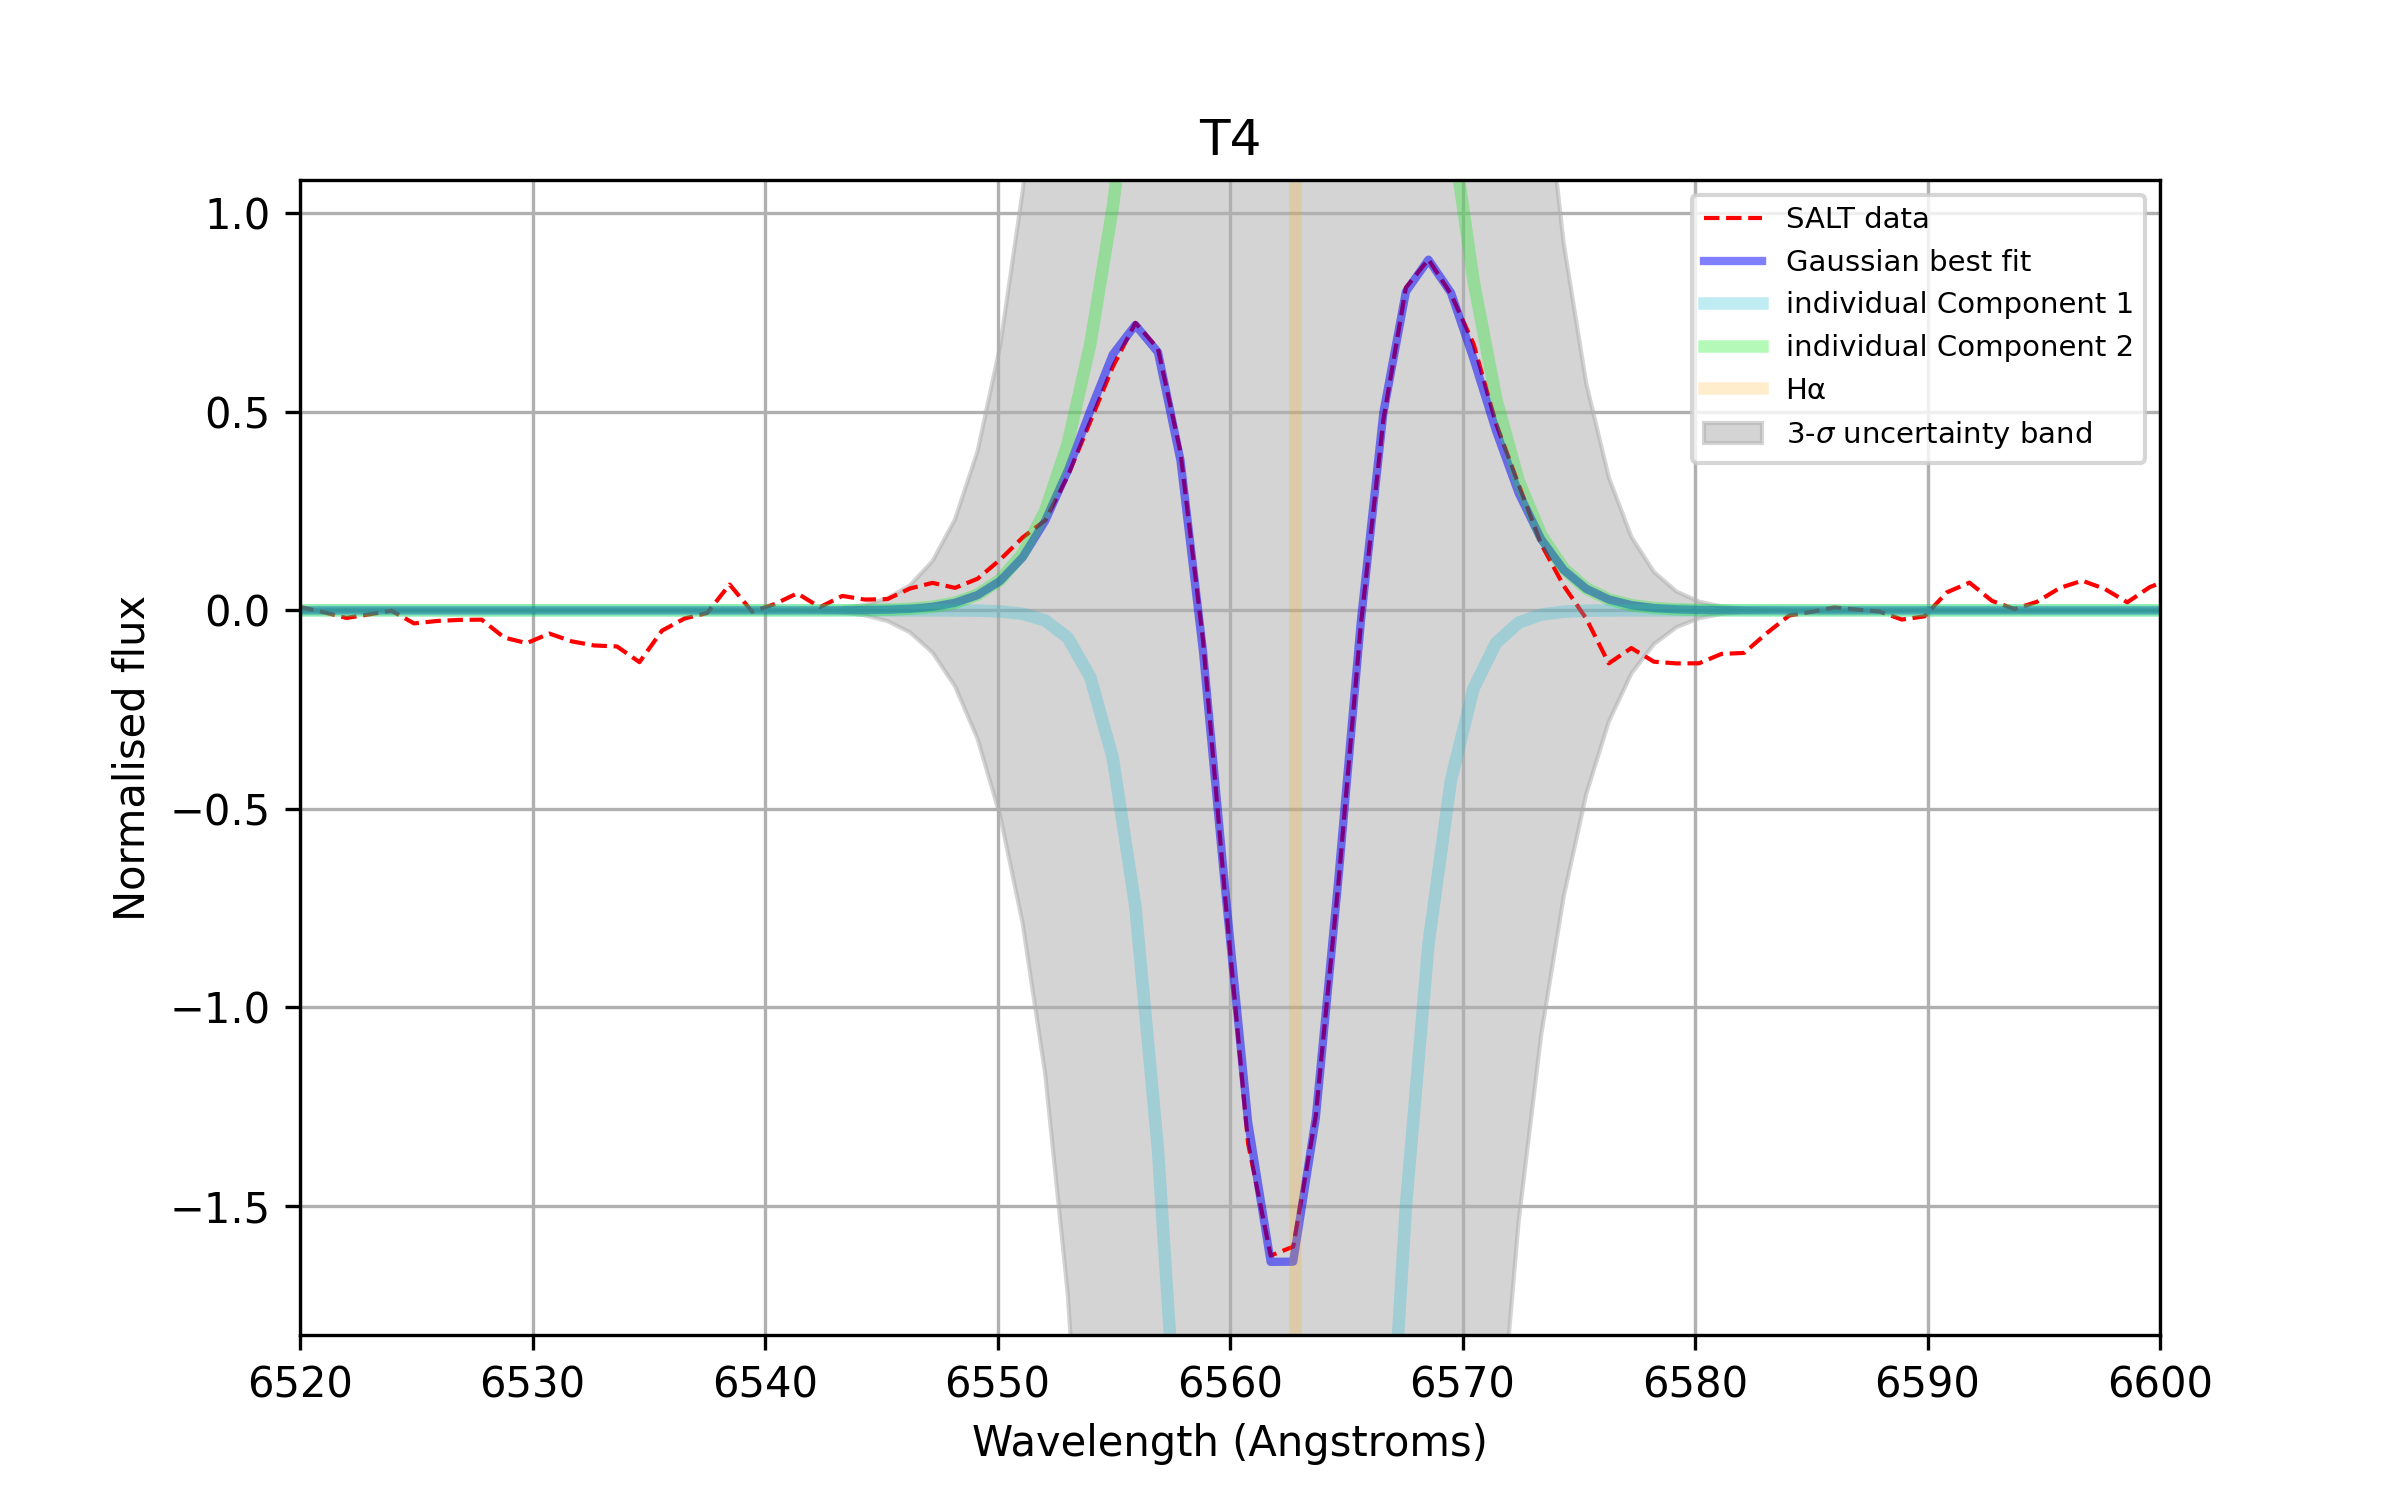 T4
1.0
0.5
0.0
−0.5
−1.0
−1.5
Normalised flux
SALT data
Gaussian best fit
individual Component 1
individual Component 2
Hα
3-σ uncertainty band
6520 6530 6540 6550 6560 6570 6580 6590 6600
Wavelength (Angstroms)